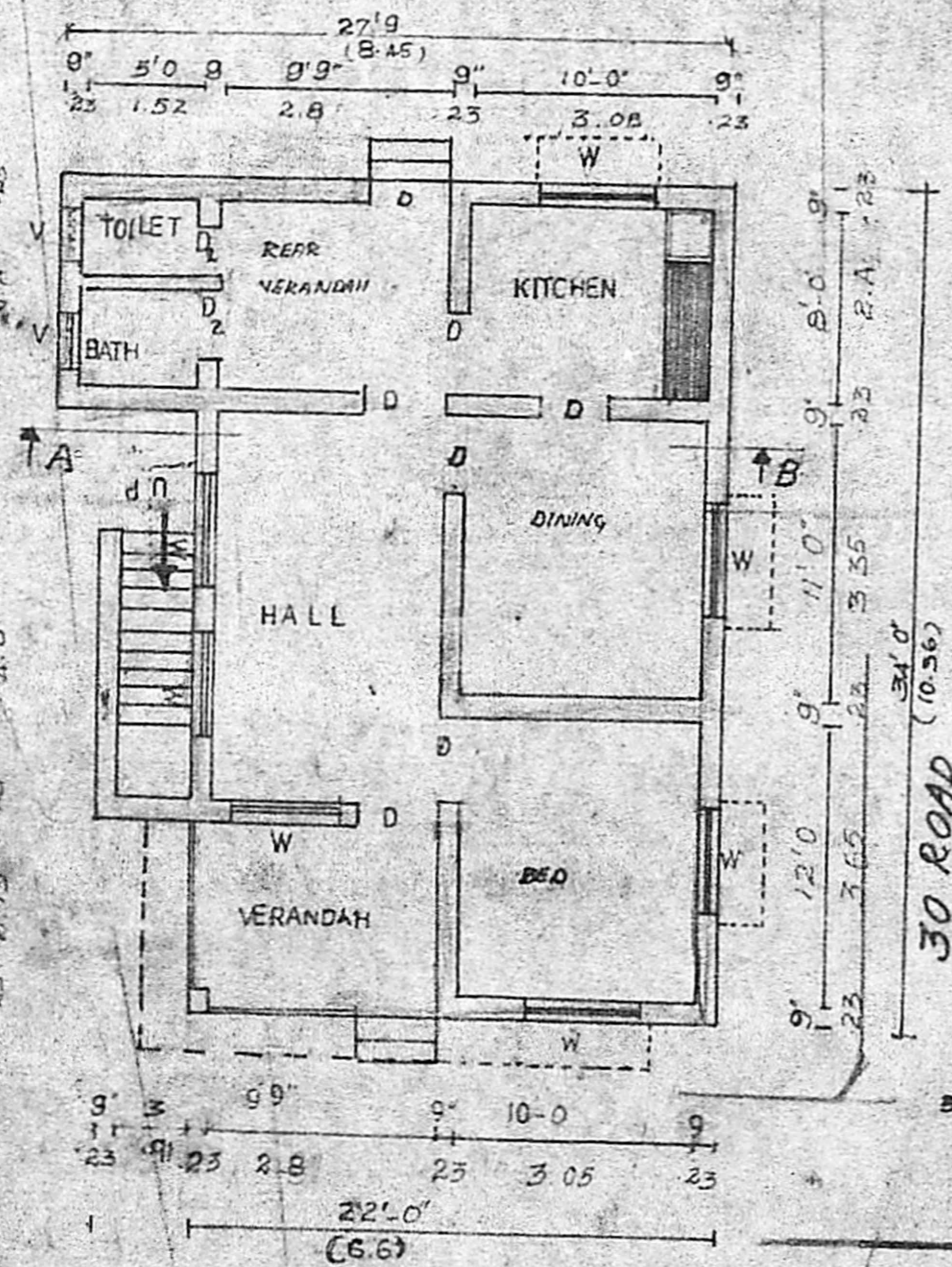 27'9
(8.45)
9" 5'0 9 9'9" 9" 10'-0" 9"
23 1.52 2.8 23 3.08 .23
W
D
V TOILET D2 REAR VERANDAH KITCHEN
D
V BATH D2
D D
9" 23
8'-0" 2.A
9" 23
A D B
UP
W
DINING W
11'0" 3.35
HALL
W
34'0"
(10.36)
9" 23
D
W D
VERANDAH BED W
12'0 3.65
30 ROAD
W
9" 23
9" 3 9'9" 9" 10-0 9
23 .91 .23 2.8 23 3.05 .23
22'-0"
(6.6)